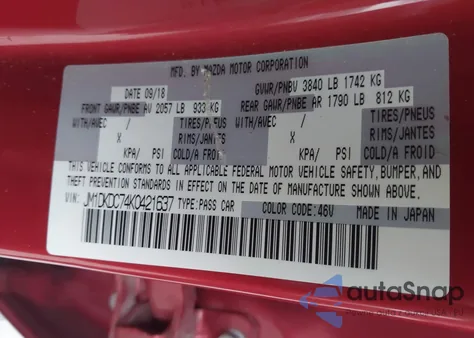 MFD. BY MAZDA MOTOR CORPORATION
DATE 09/18 GVWR/PNBV 3840 LB 1742 KG
FRONT GAWR/PNBE AV 2057 LB 933 KG REAR GAWR/PNBE AR 1790 LB 812 KG
WITH/AVEC / TIRES/PNEUS WITH/AVEC / TIRES/PNEUS
X RIMS/JANTES X RIMS/JANTES
KPA/ PSI COLD/A FROID KPA/ PSI COLD/A FROID
THIS VEHICLE CONFORMS TO ALL APPLICABLE FEDERAL MOTOR VEHICLE SAFETY, BUMPER, AND
THEFT PREVENTION STANDARDS IN EFFECT ON THE DATE OF MANUFACTURE SHOWN ABOVE.
VIN: JM1DKDC74K0421637 TYPE:PASS CAR COLOR CODE:46V MADE IN JAPAN
autoSnap